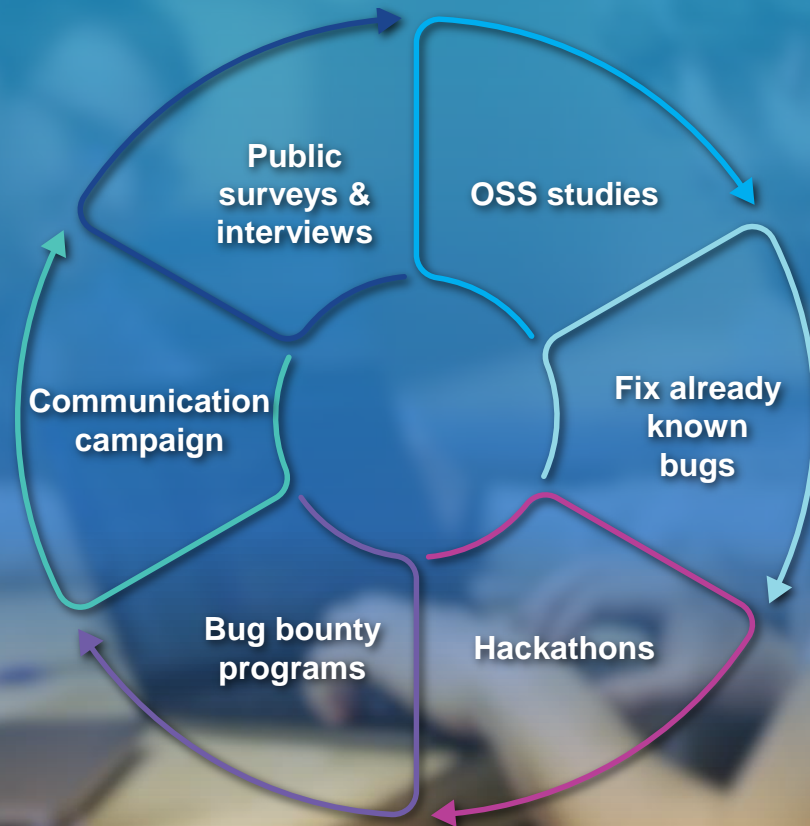 Public
surveys &
interviews
OSS studies
Fix already
known
bugs
Hackathons
Bug bounty
programs
Communication
campaign